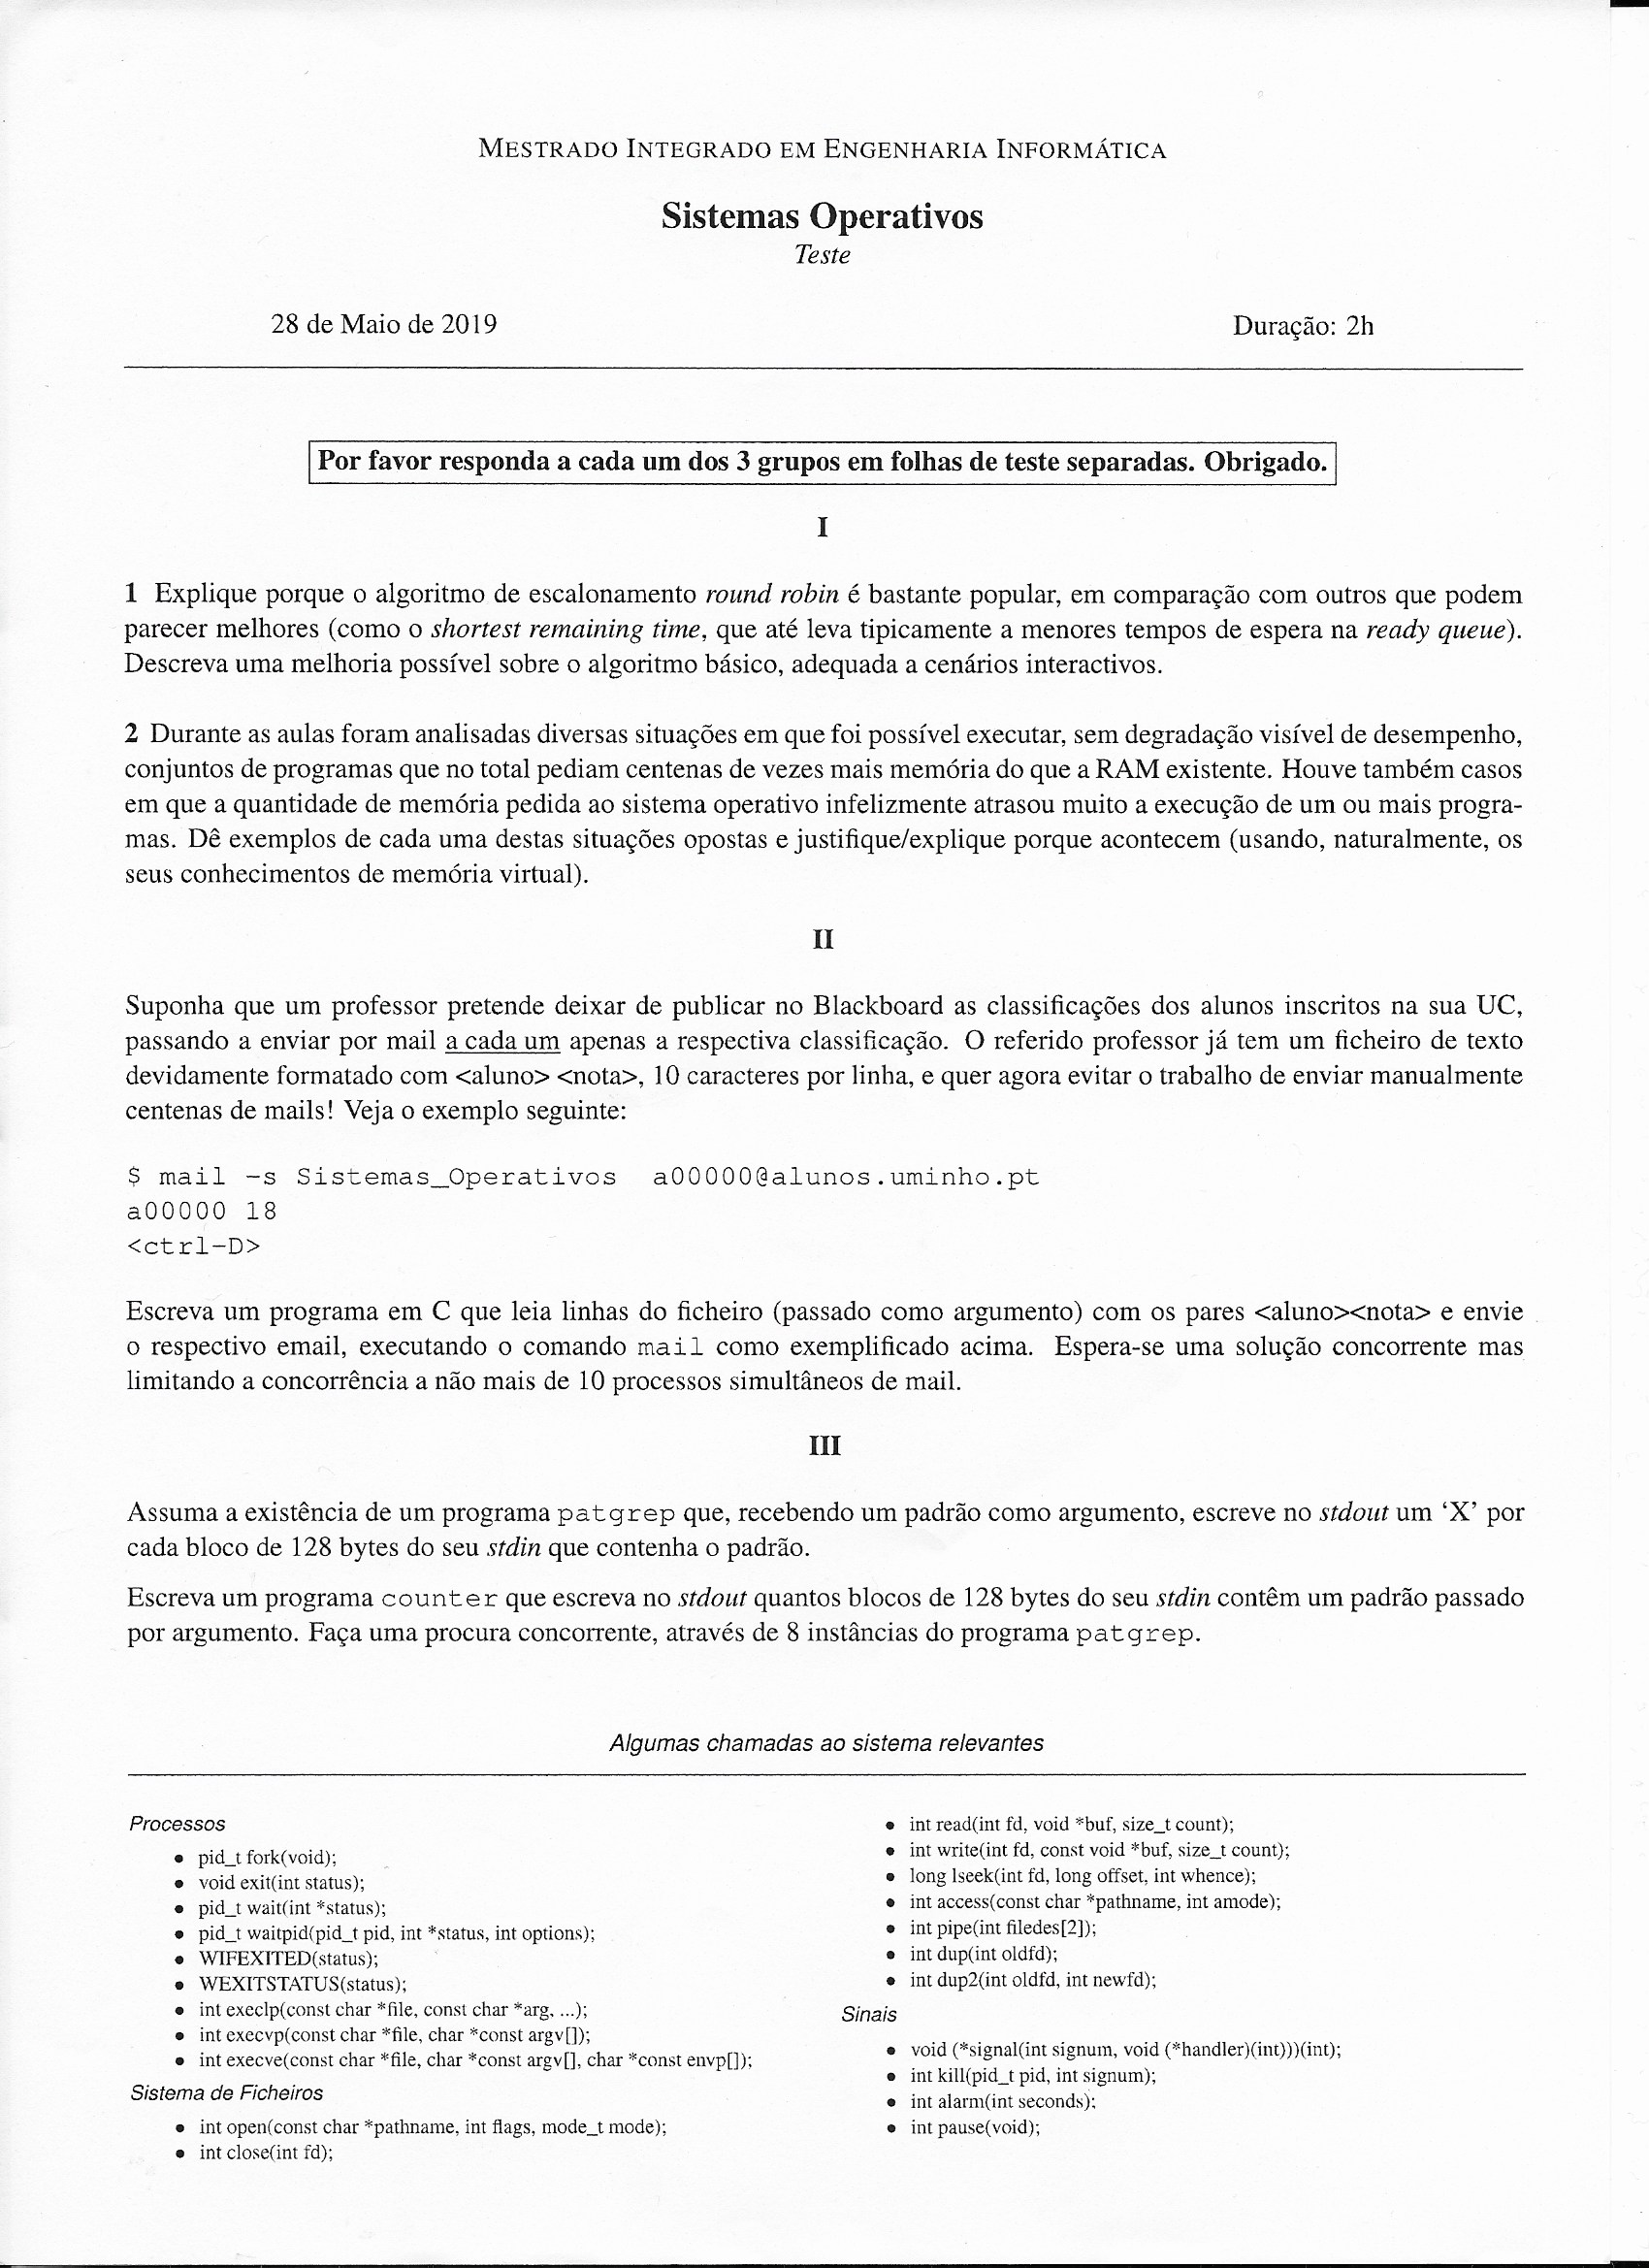 MESTRADO INTEGRADO EM ENGENHARIA INFORMÁTICA
Sistemas Operativos
Teste
28 de Maio de 2019
Duração: 2h
Por favor responda a cada um dos 3 grupos em folhas de teste separadas. Obrigado.
I
1 Explique porque o algoritmo de escalonamento round robin é bastante popular, em comparação com outros que podem
parecer melhores (como o shortest remaining time, que até leva tipicamente a menores tempos de espera na ready queue).
Descreva uma melhoria possível sobre o algoritmo básico, adequada a cenários interactivos.
2 Durante as aulas foram analisadas diversas situações em que foi possível executar, sem degradação visível de desempenho,
conjuntos de programas que no total pediam centenas de vezes mais memória do que a RAM existente. Houve também casos
em que a quantidade de memória pedida ao sistema operativo infelizmente atrasou muito a execução de um ou mais progra-
mas. Dê exemplos de cada uma destas situações opostas e justifique/explique porque acontecem (usando, naturalmente, os
seus conhecimentos de memória virtual).
II
Suponha que um professor pretende deixar de publicar no Blackboard as classificações dos alunos inscritos na sua UC,
passando a enviar por mail a cada um apenas a respectiva classificação. O referido professor já tem um ficheiro de texto
devidamente formatado com <aluno> <nota>, 10 caracteres por linha, e quer agora evitar o trabalho de enviar manualmente
centenas de mails! Veja o exemplo seguinte:
$ mail -s Sistemas_Operativos a00000@alunos.uminho.pt
a00000 18
<ctrl-D>
Escreva um programa em C que leia linhas do ficheiro (passado como argumento) com os pares <aluno><nota> e envie
o respectivo email, executando o comando mail como exemplificado acima. Espera-se uma solução concorrente mas
limitando a concorrência a não mais de 10 processos simultâneos de mail.
III
Assuma a existência de um programa patgrep que, recebendo um padrão como argumento, escreve no stdout um ‘X’ por
cada bloco de 128 bytes do seu stdin que contenha o padrão.
Escreva um programa counter que escreva no stdout quantos blocos de 128 bytes do seu stdin contêm um padrão passado
por argumento. Faça uma procura concorrente, através de 8 instâncias do programa patgrep.
Algumas chamadas ao sistema relevantes
Processos
• pid_t fork(void);
• void exit(int status);
• pid_t wait(int *status);
• pid_t waitpid(pid_t pid, int *status, int options);
• WIFEXITED(status);
• WEXITSTATUS(status);
• int execlp(const char *file, const char *arg, ...);
• int execvp(const char *file, char *const argv[]);
• int execve(const char *file, char *const argv[], char *const envp[]);
Sistema de Ficheiros
• int open(const char *pathname, int flags, mode_t mode);
• int close(int fd);
• int read(int fd, void *buf, size_t count);
• int write(int fd, const void *buf, size_t count);
• long lseek(int fd, long offset, int whence);
• int access(const char *pathname, int amode);
• int pipe(int filedes[2]);
• int dup(int oldfd);
• int dup2(int oldfd, int newfd);
Sinais
• void (*signal(int signum, void (*handler)(int)))(int);
• int kill(pid_t pid, int signum);
• int alarm(int seconds);
• int pause(void);